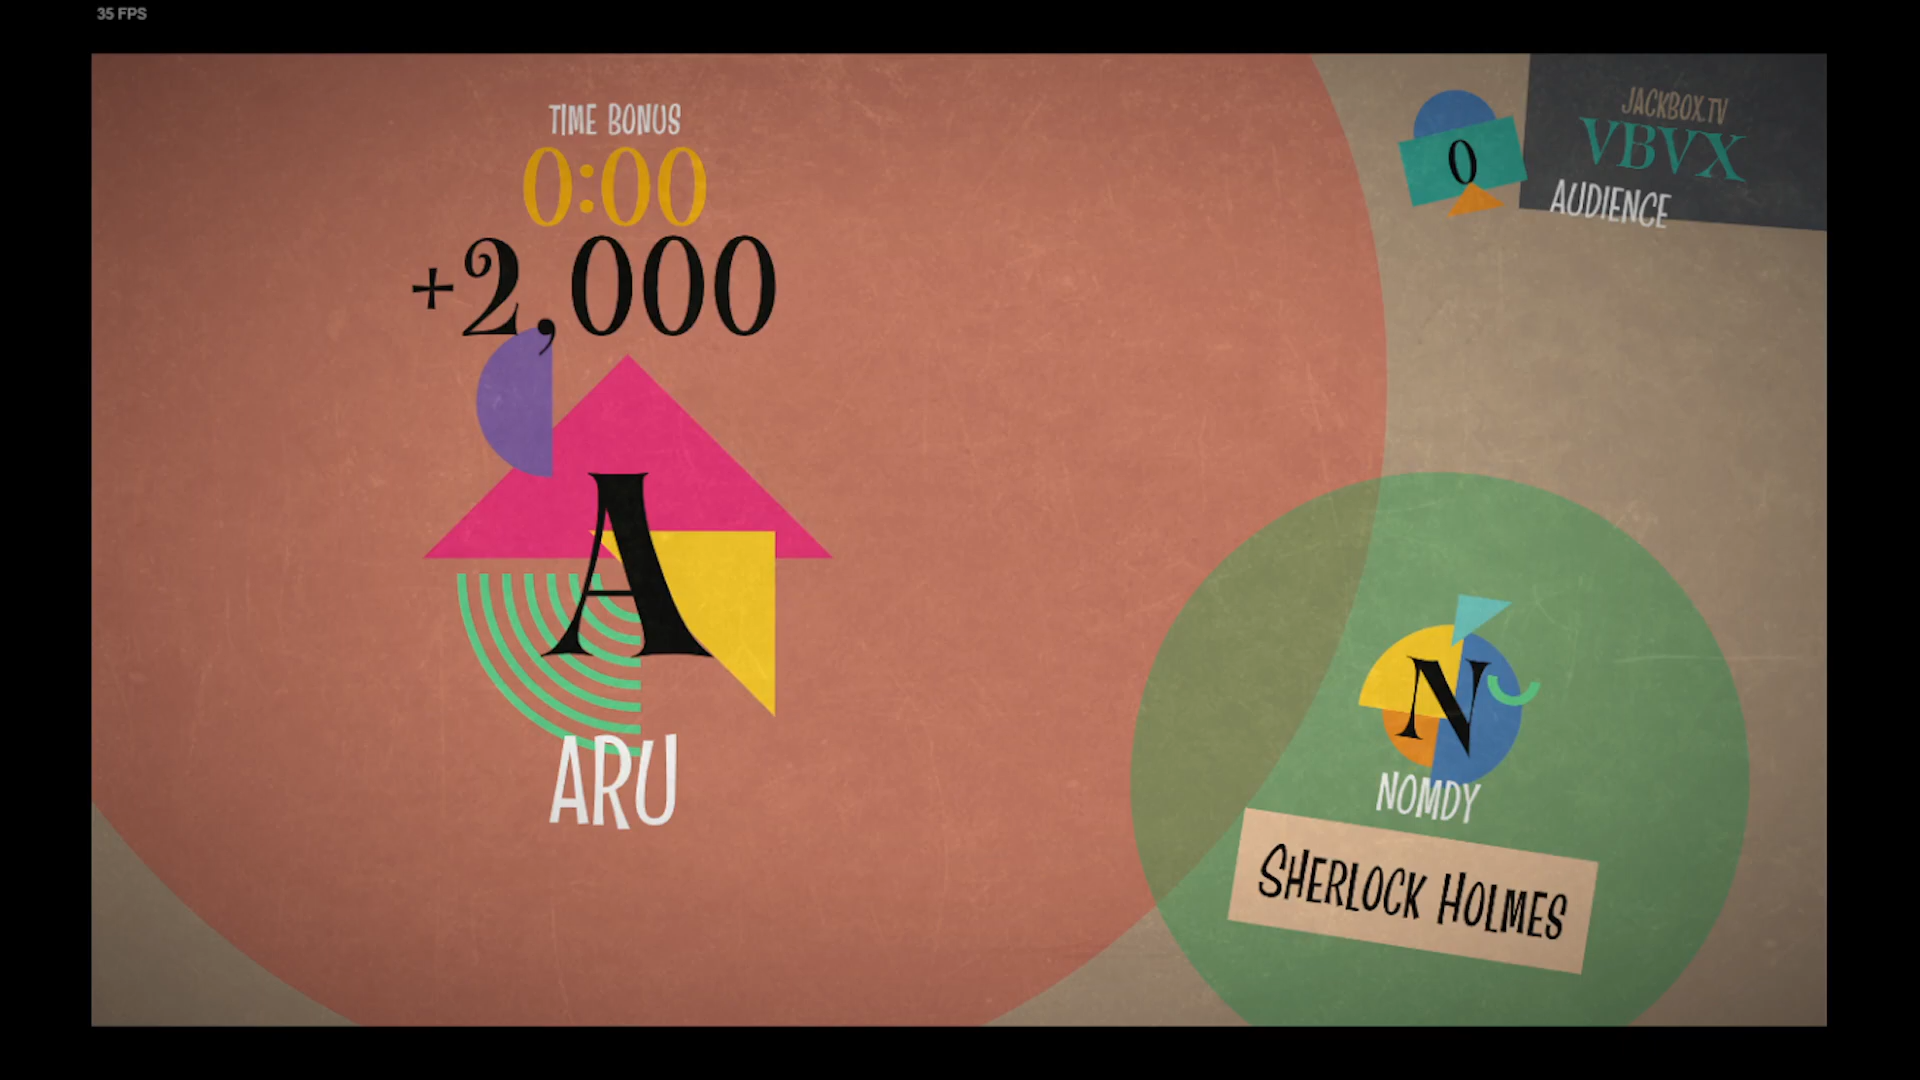 35 FPS
TIME BONUS
0:00
+2,000
A
ARU
0
JACKBOX.TV
VBVX
AUDIENCE
N
NOMDY
SHERLOCK HOLMES